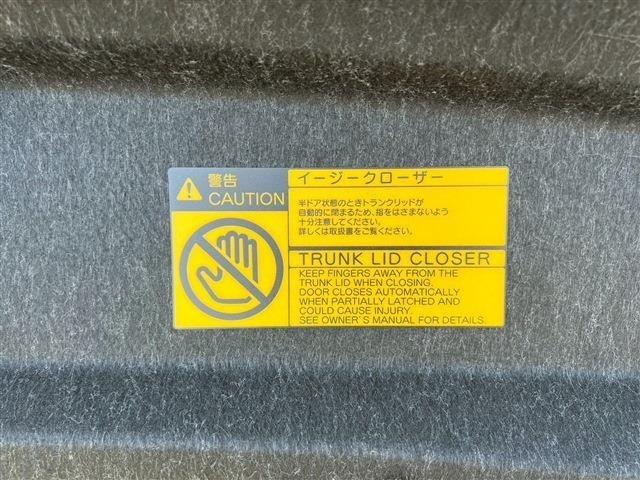 警告
CAUTION
イージークローザー
半ドア状態のときトランクリッドが
自動的に閉まるため、指をはさまないよう
十分注意してください。
詳しくは取扱書をご覧ください。
TRUNK LID CLOSER
KEEP FINGERS AWAY FROM THE
TRUNK LID WHEN CLOSING.
DOOR CLOSES AUTOMATICALLY
WHEN PARTIALLY LATCHED AND
COULD CAUSE INJURY.
SEE OWNER'S MANUAL FOR DETAILS.